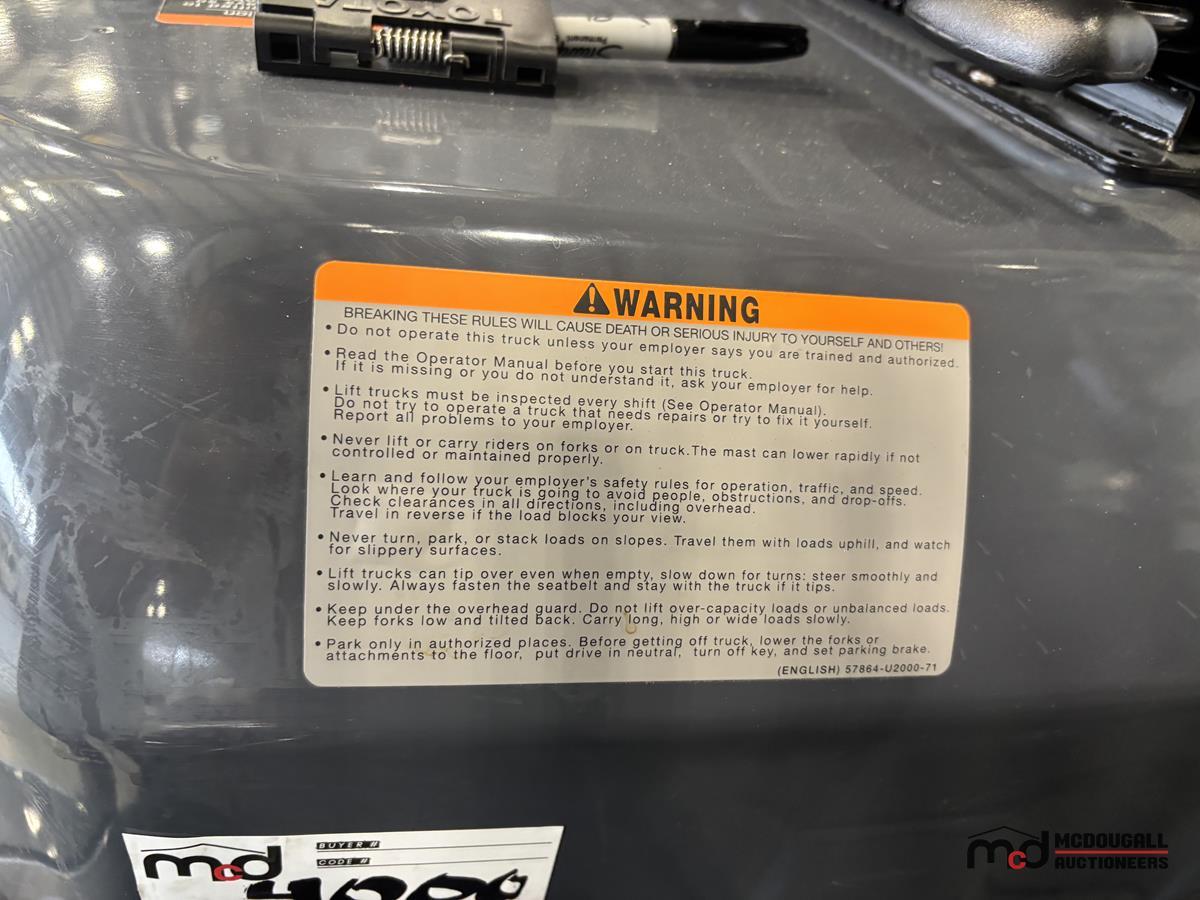 TOYOTA
Sharpie
Permanent
WARNING
BREAKING THESE RULES WILL CAUSE DEATH OR SERIOUS INJURY TO YOURSELF AND OTHERS!
• Do not operate this truck unless your employer says you are trained and authorized.
• Read the Operator Manual before you start this truck.
If it is missing or you do not understand it, ask your employer for help.
• Lift trucks must be inspected every shift (See Operator Manual).
Do not try to operate a truck that needs repairs or try to fix it yourself.
Report all problems to your employer.
• Never lift or carry riders on forks or on truck.The mast can lower rapidly if not
controlled or maintained properly.
• Learn and follow your employer's safety rules for operation, traffic, and speed.
Look where your truck is going to avoid people, obstructions, and drop-offs.
Check clearances in all directions, including overhead.
Travel in reverse if the load blocks your view.
• Never turn, park, or stack loads on slopes. Travel them with loads uphill, and watch
for slippery surfaces.
• Lift trucks can tip over even when empty, slow down for turns: steer smoothly and
slowly. Always fasten the seatbelt and stay with the truck if it tips.
• Keep under the overhead guard. Do not lift over-capacity loads or unbalanced loads.
Keep forks low and tilted back. Carry long, high or wide loads slowly.
• Park only in authorized places. Before getting off truck, lower the forks or
attachments to the floor, put drive in neutral, turn off key, and set parking brake.
(ENGLISH) 57864-U2000-71
mcd
BUYER #
CODE #
mcd
MCDOUGALL
AUCTIONEERS